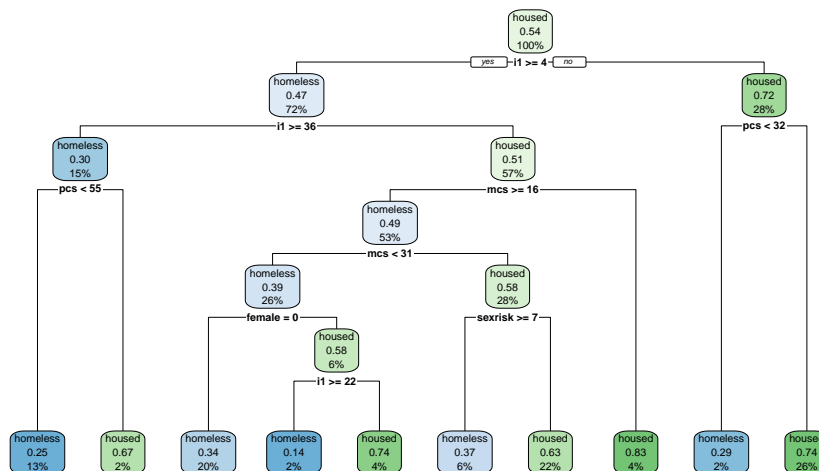 housed
0.54
100%
yes i1 >= 4 no
homeless
0.47
72%
housed
0.72
28%
i1 >= 36
pcs < 32
homeless
0.30
15%
housed
0.51
57%
pcs < 55
mcs >= 16
homeless
0.49
53%
mcs < 31
homeless
0.39
26%
housed
0.58
28%
female = 0
sexrisk >= 7
housed
0.58
6%
i1 >= 22
homeless
0.25
13%
housed
0.67
2%
homeless
0.34
20%
homeless
0.14
2%
housed
0.74
4%
homeless
0.37
6%
housed
0.63
22%
housed
0.83
4%
homeless
0.29
2%
housed
0.74
26%